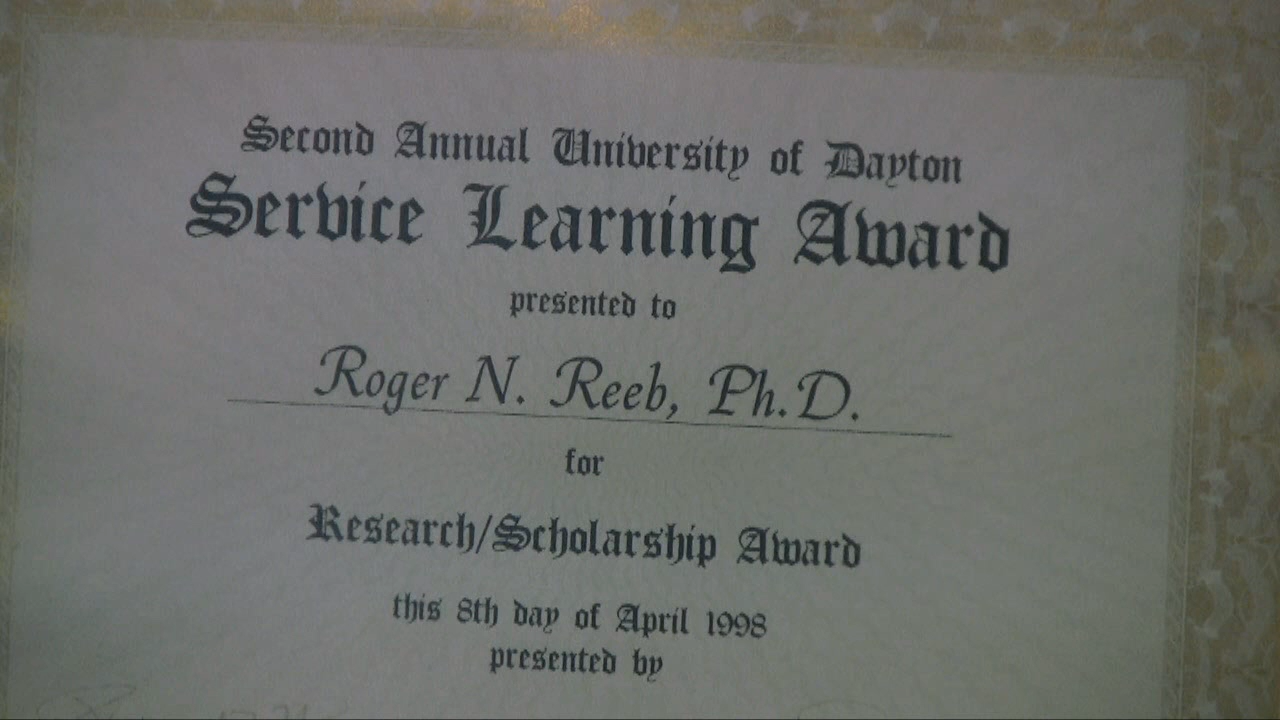 Second Annual University of Dayton
Service Learning Award
presented to
Roger N. Reeb, Ph.D.
for
Research/Scholarship Award
this 8th day of April 1998
presented by